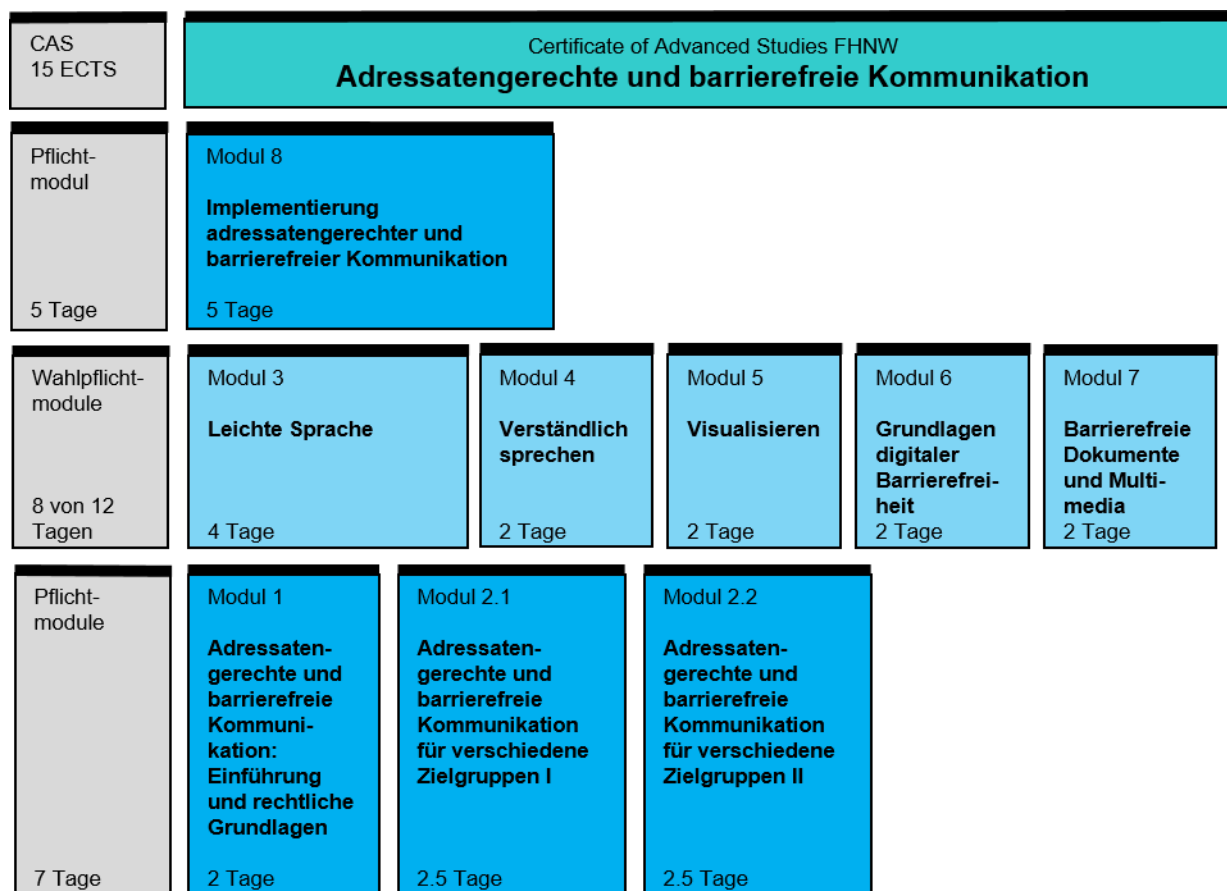 CAS
15 ECTS
Certificate of Advanced Studies FHNW
Adressatengerechte und barrierefreie Kommunikation
Pflicht-
modul
5 Tage
Modul 8
Implementierung
adressatengerechter und
barrierefreier Kommunikation
5 Tage
Wahlpflicht-
module
8 von 12
Tagen
Modul 3
Leichte Sprache
4 Tage
Modul 4
Verständlich
sprechen
2 Tage
Modul 5
Visualisieren
2 Tage
Modul 6
Grundlagen
digitaler
Barrierefrei-
heit
2 Tage
Modul 7
Barrierefreie
Dokumente
und Multi-
media
2 Tage
Pflicht-
module
7 Tage
Modul 1
Adressaten-
gerechte und
barrierefreie
Kommuni-
kation:
Einführung
und rechtliche
Grundlagen
2 Tage
Modul 2.1
Adressaten-
gerechte und
barrierefreie
Kommunikation
für verschiedene
Zielgruppen I
2.5 Tage
Modul 2.2
Adressaten-
gerechte und
barrierefreie
Kommunikation
für verschiedene
Zielgruppen II
2.5 Tage